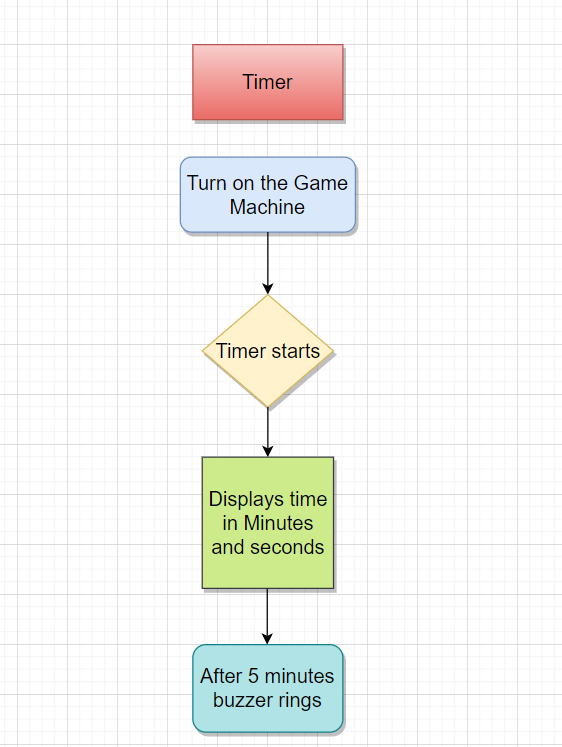 Timer
Turn on the Game
Machine
Timer starts
Displays time
in Minutes
and seconds
After 5 minutes
buzzer rings